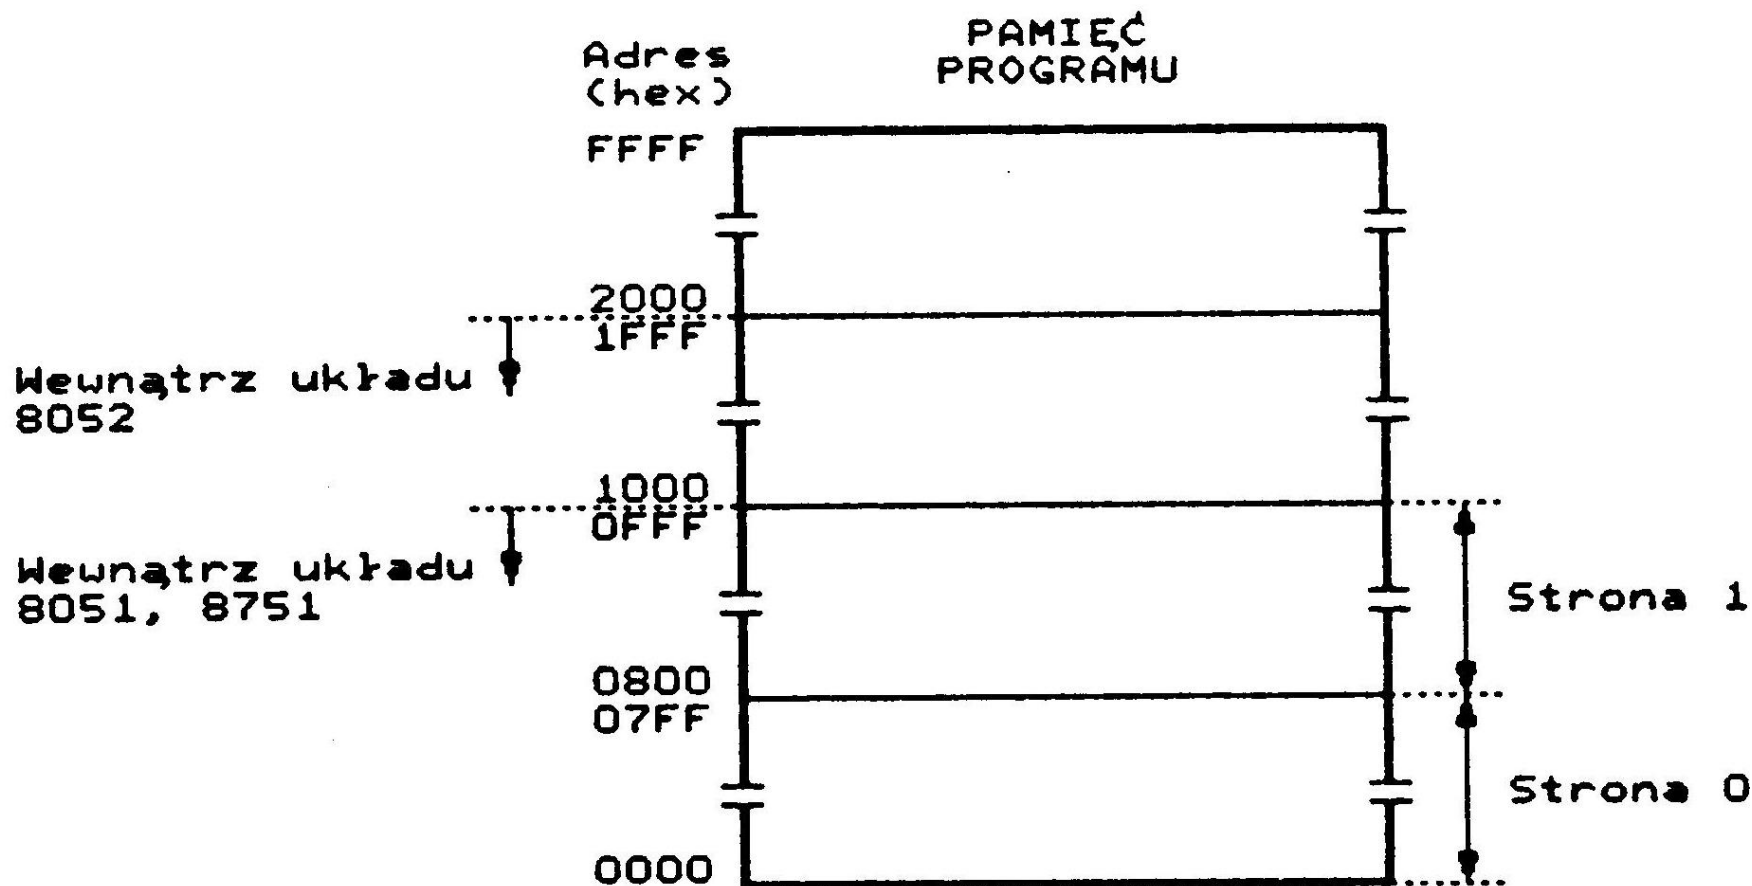 PAMIĘĆ
PROGRAMU
Adres
(hex)
FFFF
2000
1FFF
Wewnątrz układu
8052
1000
0FFF
Wewnątrz układu
8051, 8751
Strona 1
0800
07FF
Strona 0
0000